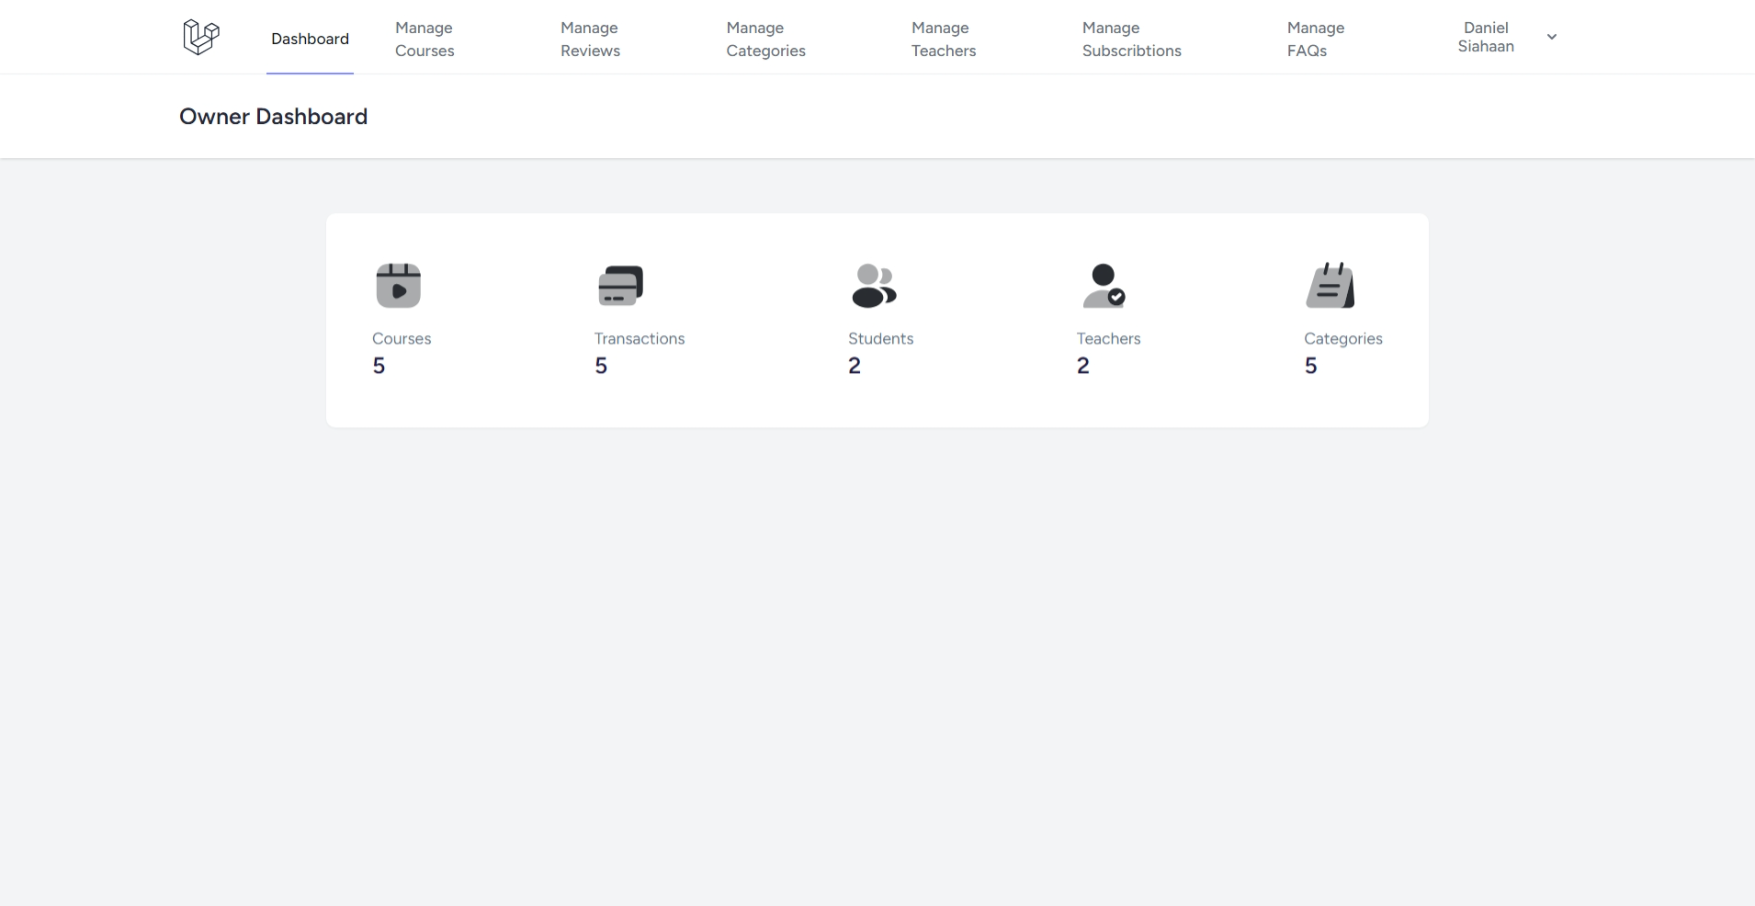 Dashboard
Manage
Courses
Manage
Reviews
Manage
Categories
Manage
Teachers
Manage
Subscribtions
Manage
FAQs
Daniel
Siahaan
Owner Dashboard
Courses
5
Transactions
5
Students
2
Teachers
2
Categories
5